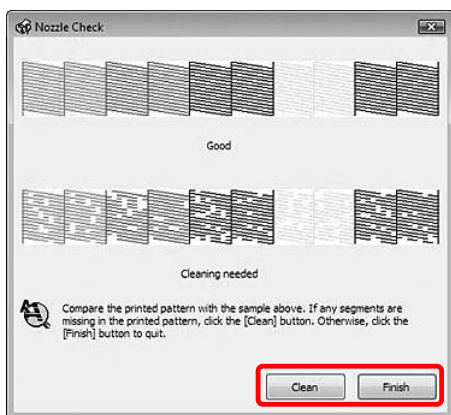 Nozzle Check
Good
Cleaning needed
Compare the printed pattern with the sample above. If any segments are
missing in the printed pattern, click the [Clean] button. Otherwise, click the
[Finish] button to quit.
Clean Finish